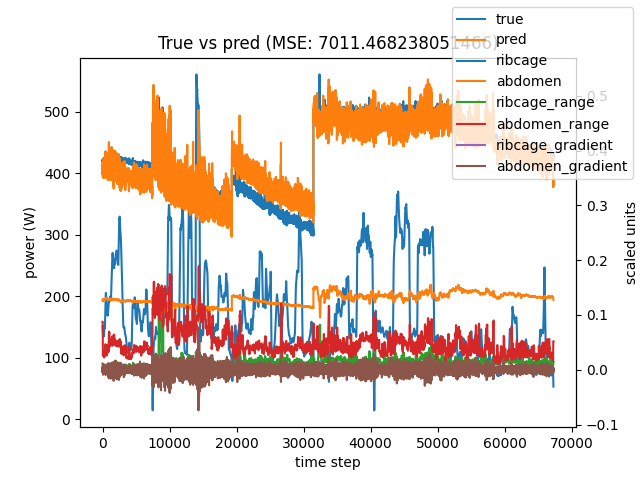 True vs pred (MSE: 7011.468238051466)
true
pred
ribcage
abdomen
ribcage_range
abdomen_range
ribcage_gradient
abdomen_gradient
power (W)
500
400
300
200
100
0
0.5
0.4
0.3
0.2
0.1
0.0
−0.1
scaled units
0
10000
20000
30000
40000
50000
60000
70000
time step